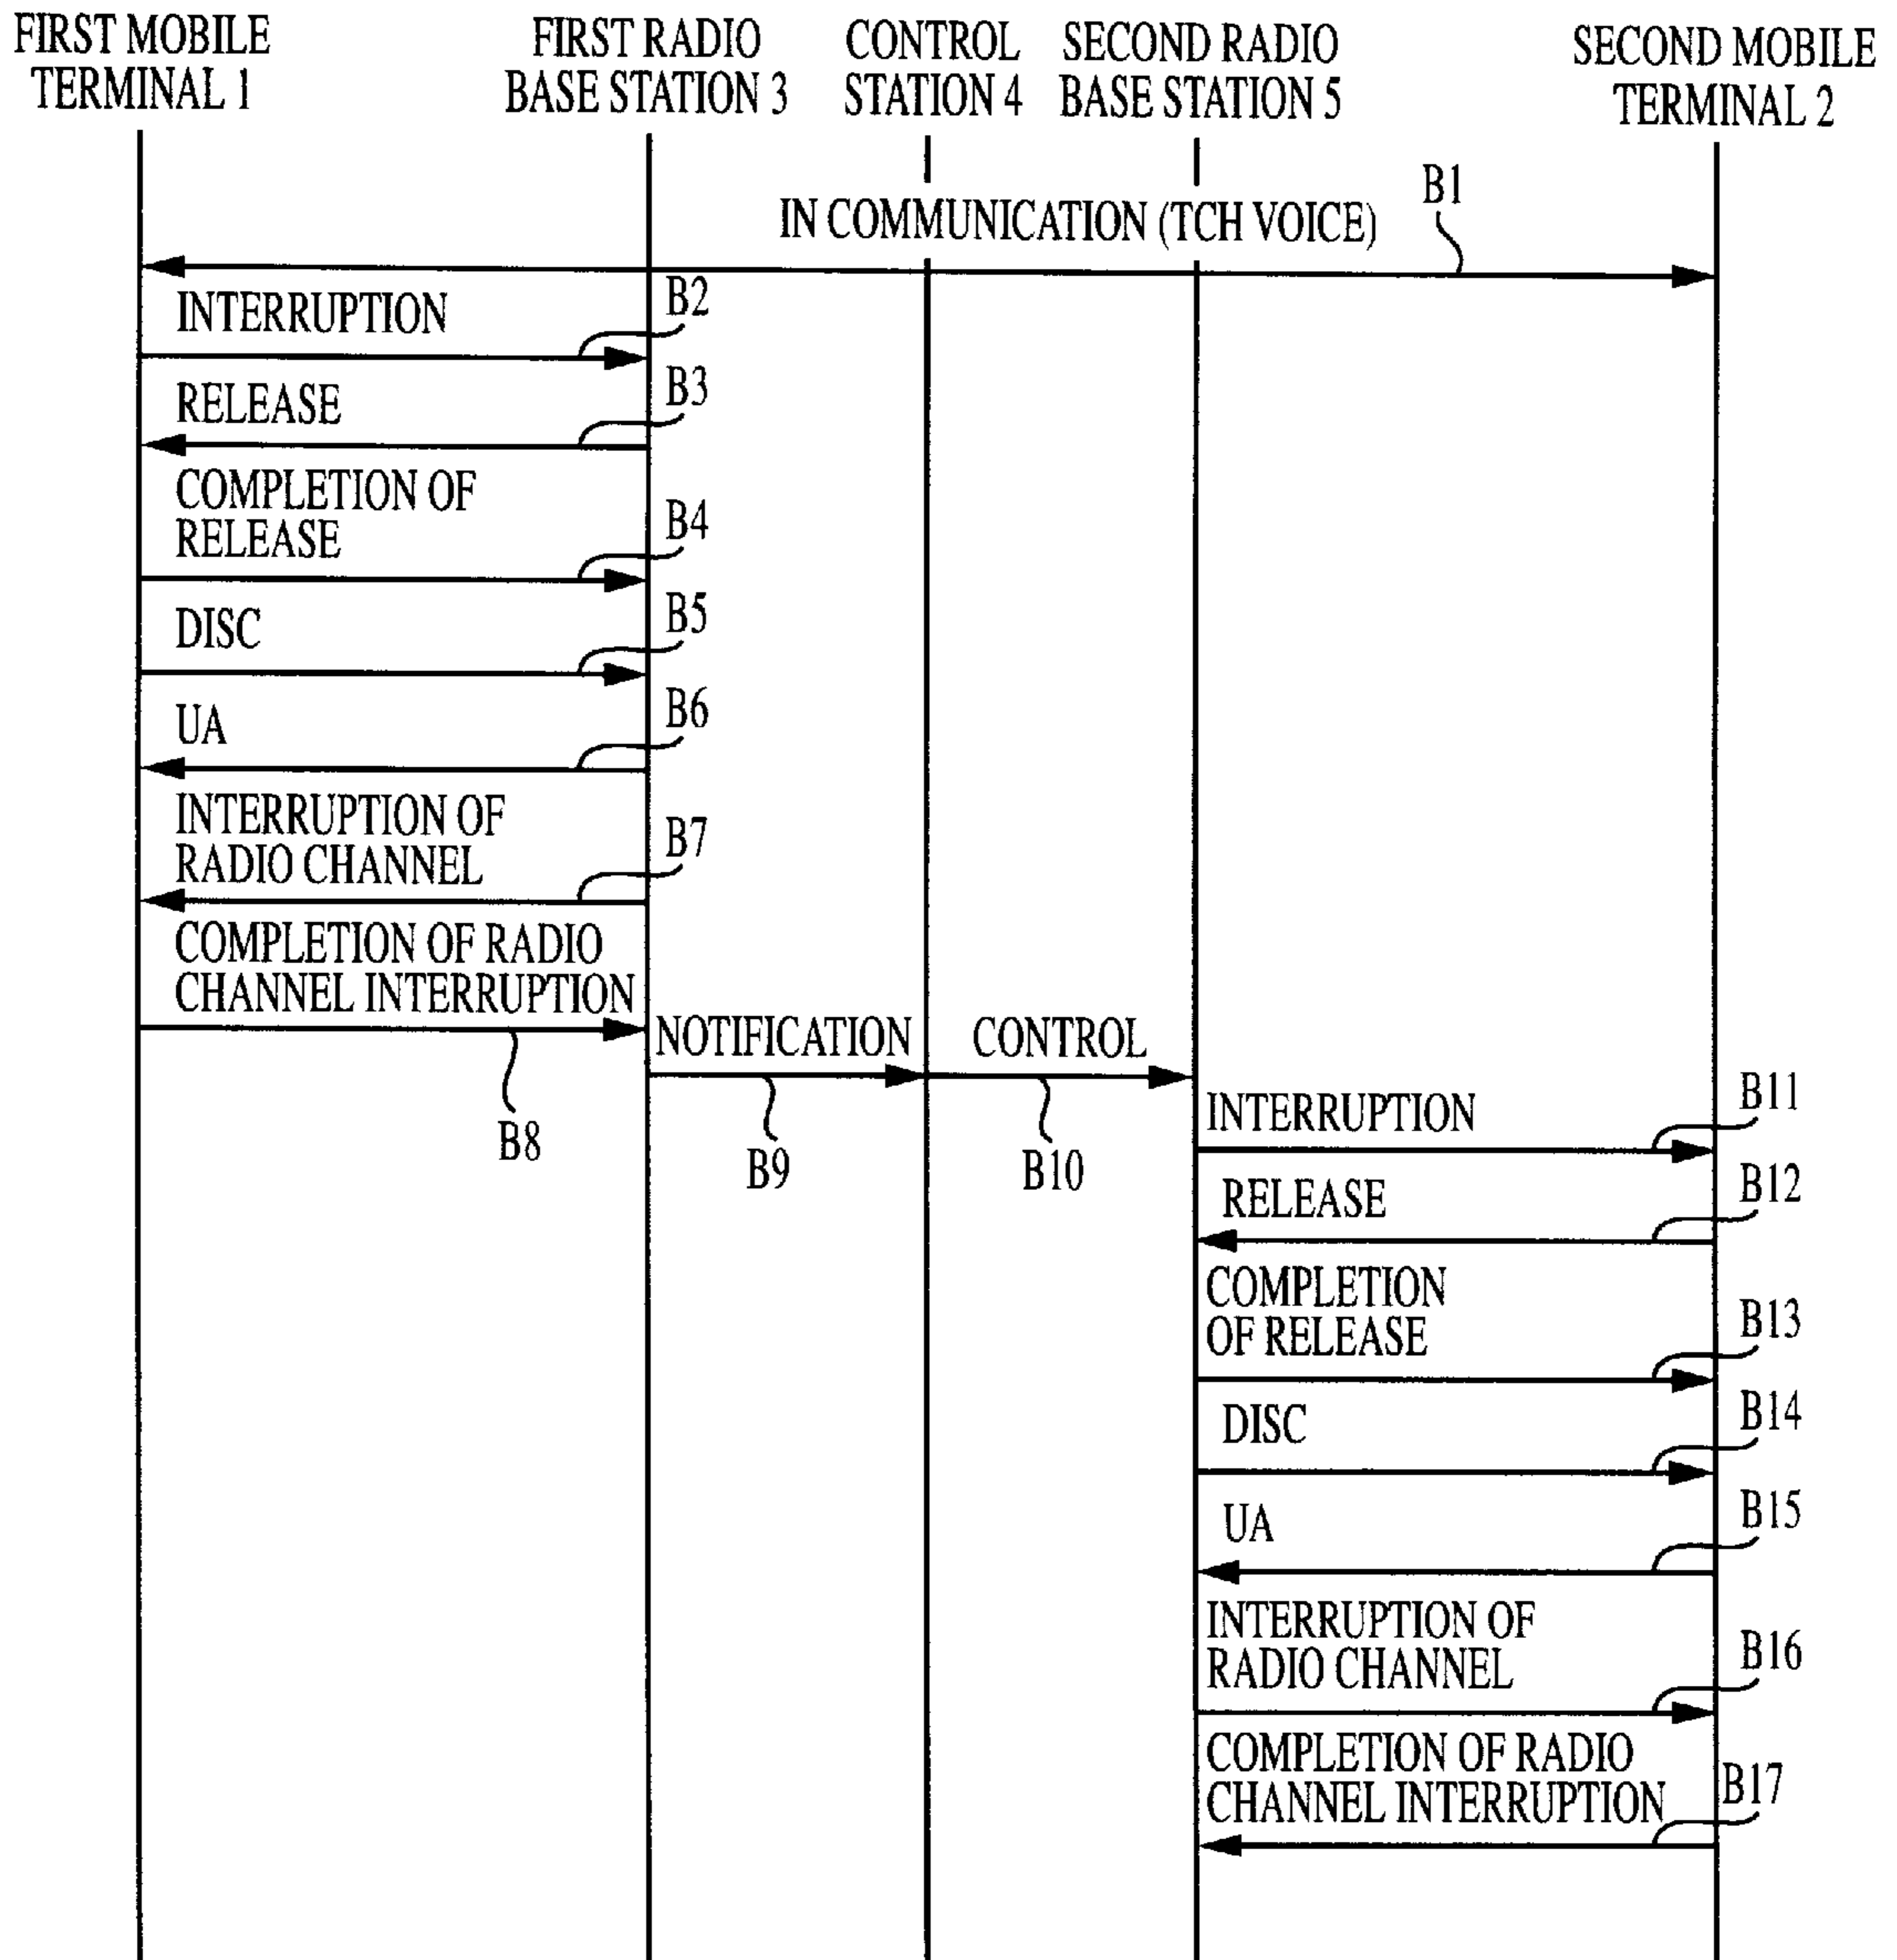 FIRST MOBILE
TERMINAL 1
FIRST RADIO
BASE STATION 3
CONTROL
STATION 4
SECOND RADIO
BASE STATION 5
SECOND MOBILE
TERMINAL 2
B1
IN COMMUNICATION (TCH VOICE)
INTERRUPTION
B2
RELEASE
B3
COMPLETION OF
RELEASE
B4
DISC
B5
UA
B6
INTERRUPTION OF
RADIO CHANNEL
B7
COMPLETION OF RADIO
CHANNEL INTERRUPTION
B8
NOTIFICATION
B9
CONTROL
B10
INTERRUPTION
B11
RELEASE
B12
COMPLETION
OF RELEASE
B13
DISC
B14
UA
B15
INTERRUPTION OF
RADIO CHANNEL
B16
COMPLETION OF RADIO
CHANNEL INTERRUPTION
B17